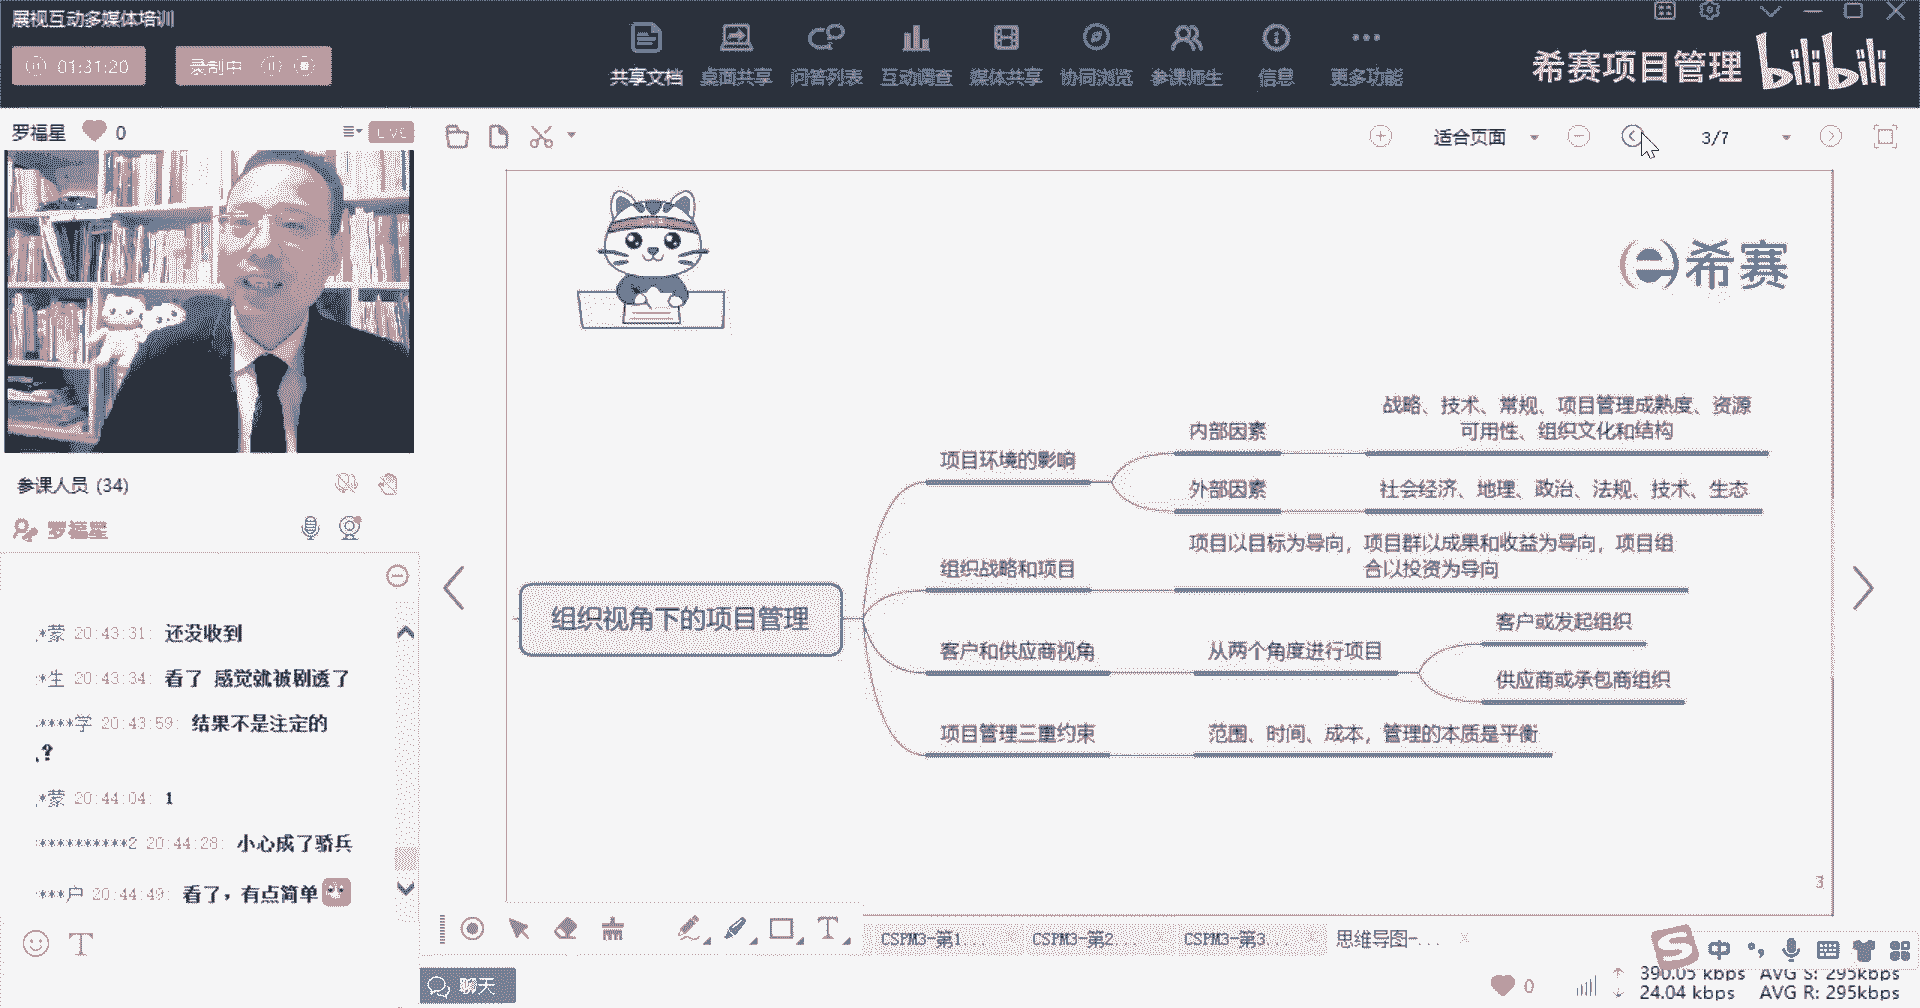 展视互动多媒体培训
01:31:20
录制中
共享文档
桌面共享
问答列表
互动调查
媒体共享
协同浏览
参课师生
信息
更多功能
希赛项目管理
bilibili
罗福星 0
LIVE
适合页面
3/7
希赛
参课人员 (34)
罗福星
战略、技术、常规、项目管理成熟度、资源
可用性、组织文化和结构
内部因素
项目环境的影响
外部因素
社会经济、地理、政治、法规、技术、生态
项目以目标为导向，项目群以成果和收益为导向，项目组
合以投资为导向
组织战略和项目
组织视角下的项目管理
客户或发起组织
客户和供应商视角
从两个角度进行项目
供应商或承包商组织
项目管理三重约束
范围、时间、成本，管理的本质是平衡
3
*蒙 20:43:31: 还没收到
*生 20:43:34: 看了 感觉就被剧透了
****学 20:43:59: 结果不是注定的
.?
*蒙 20:44:04: 1
**********2 20:44:28: 小心成了骄兵
***户 20:44:49: 看了，有点简单
CSPM3-第1...
CSPM3-第2...
CSPM3-第3...
思维导图-...
聊天
中
0
390.05 kbps AVG S: 295kbps
24.04 kbps AVG R: 295kbps